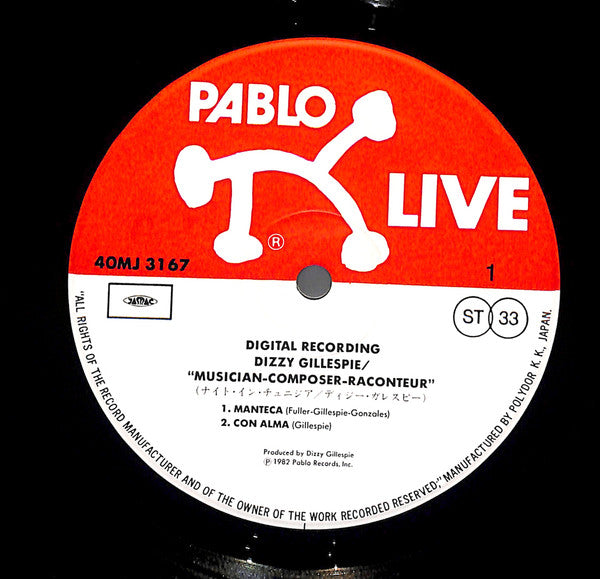 PABLO
LIVE
®
40MJ 3167
1
JASRAC
ST 33
DIGITAL RECORDING
DIZZY GILLESPIE/
"MUSICIAN-COMPOSER-RACONTEUR"
(ナイト・イン・チュニジア/ディジー・ガレスピー)
1. MANTECA (Fuller-Gillespie-Gonzales)
2. CON ALMA (Gillespie)
Produced by Dizzy Gillespie
℗ 1982 Pablo Records, Inc.
"ALL RIGHTS OF THE RECORD MANUFACTURER AND OF THE OWNER OF THE WORK RECORDED RESERVED," MANUFACTURED BY POLYDOR K. K., JAPAN.